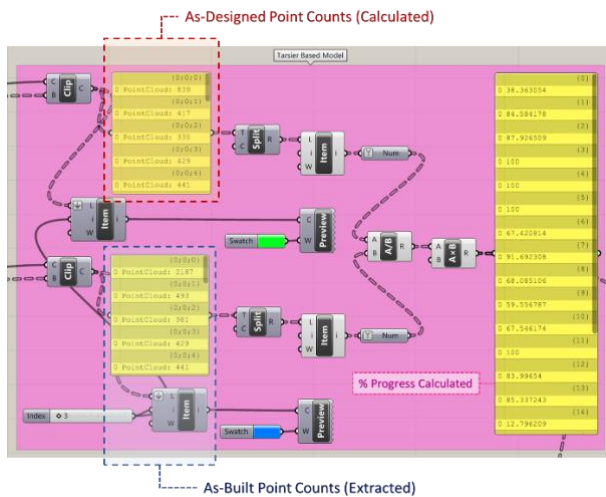 As-Designed Point Counts (Calculated)
Tarsier Based Model
C
B
Clip
{0;0;0}
0 PointCloud: 839
{0;0;1}
0 PointCloud: 417
{0;0;2}
0 PointCloud: 335
{0;0;3}
0 PointCloud: 429
{0;0;4}
0 PointCloud: 441
T
C
Split
R
L
i
W
Item
i
Num
L
i
W
Item
i
Swatch
C
W
Preview
A
B
A/B
R
A
B
A×B
R
C
B
Clip
{0;0;0}
0 PointCloud: 2187
{0;0;1}
0 PointCloud: 493
{0;0;2}
0 PointCloud: 381
{0;0;3}
0 PointCloud: 429
{0;0;4}
0 PointCloud: 441
T
C
Split
R
L
i
W
Item
i
Num
% Progress Calculated
Index
3
L
i
W
Item
i
Swatch
C
W
Preview
{0}
0 38.363054
{1}
0 84.584178
{2}
0 87.926509
{3}
0 100
{4}
0 100
{5}
0 100
{6}
0 67.420814
{7}
0 91.692308
{8}
0 68.085106
{9}
0 59.556787
{10}
0 67.546174
{11}
0 100
{12}
0 83.99654
{13}
0 85.337243
{14}
0 12.796209
As-Built Point Counts (Extracted)